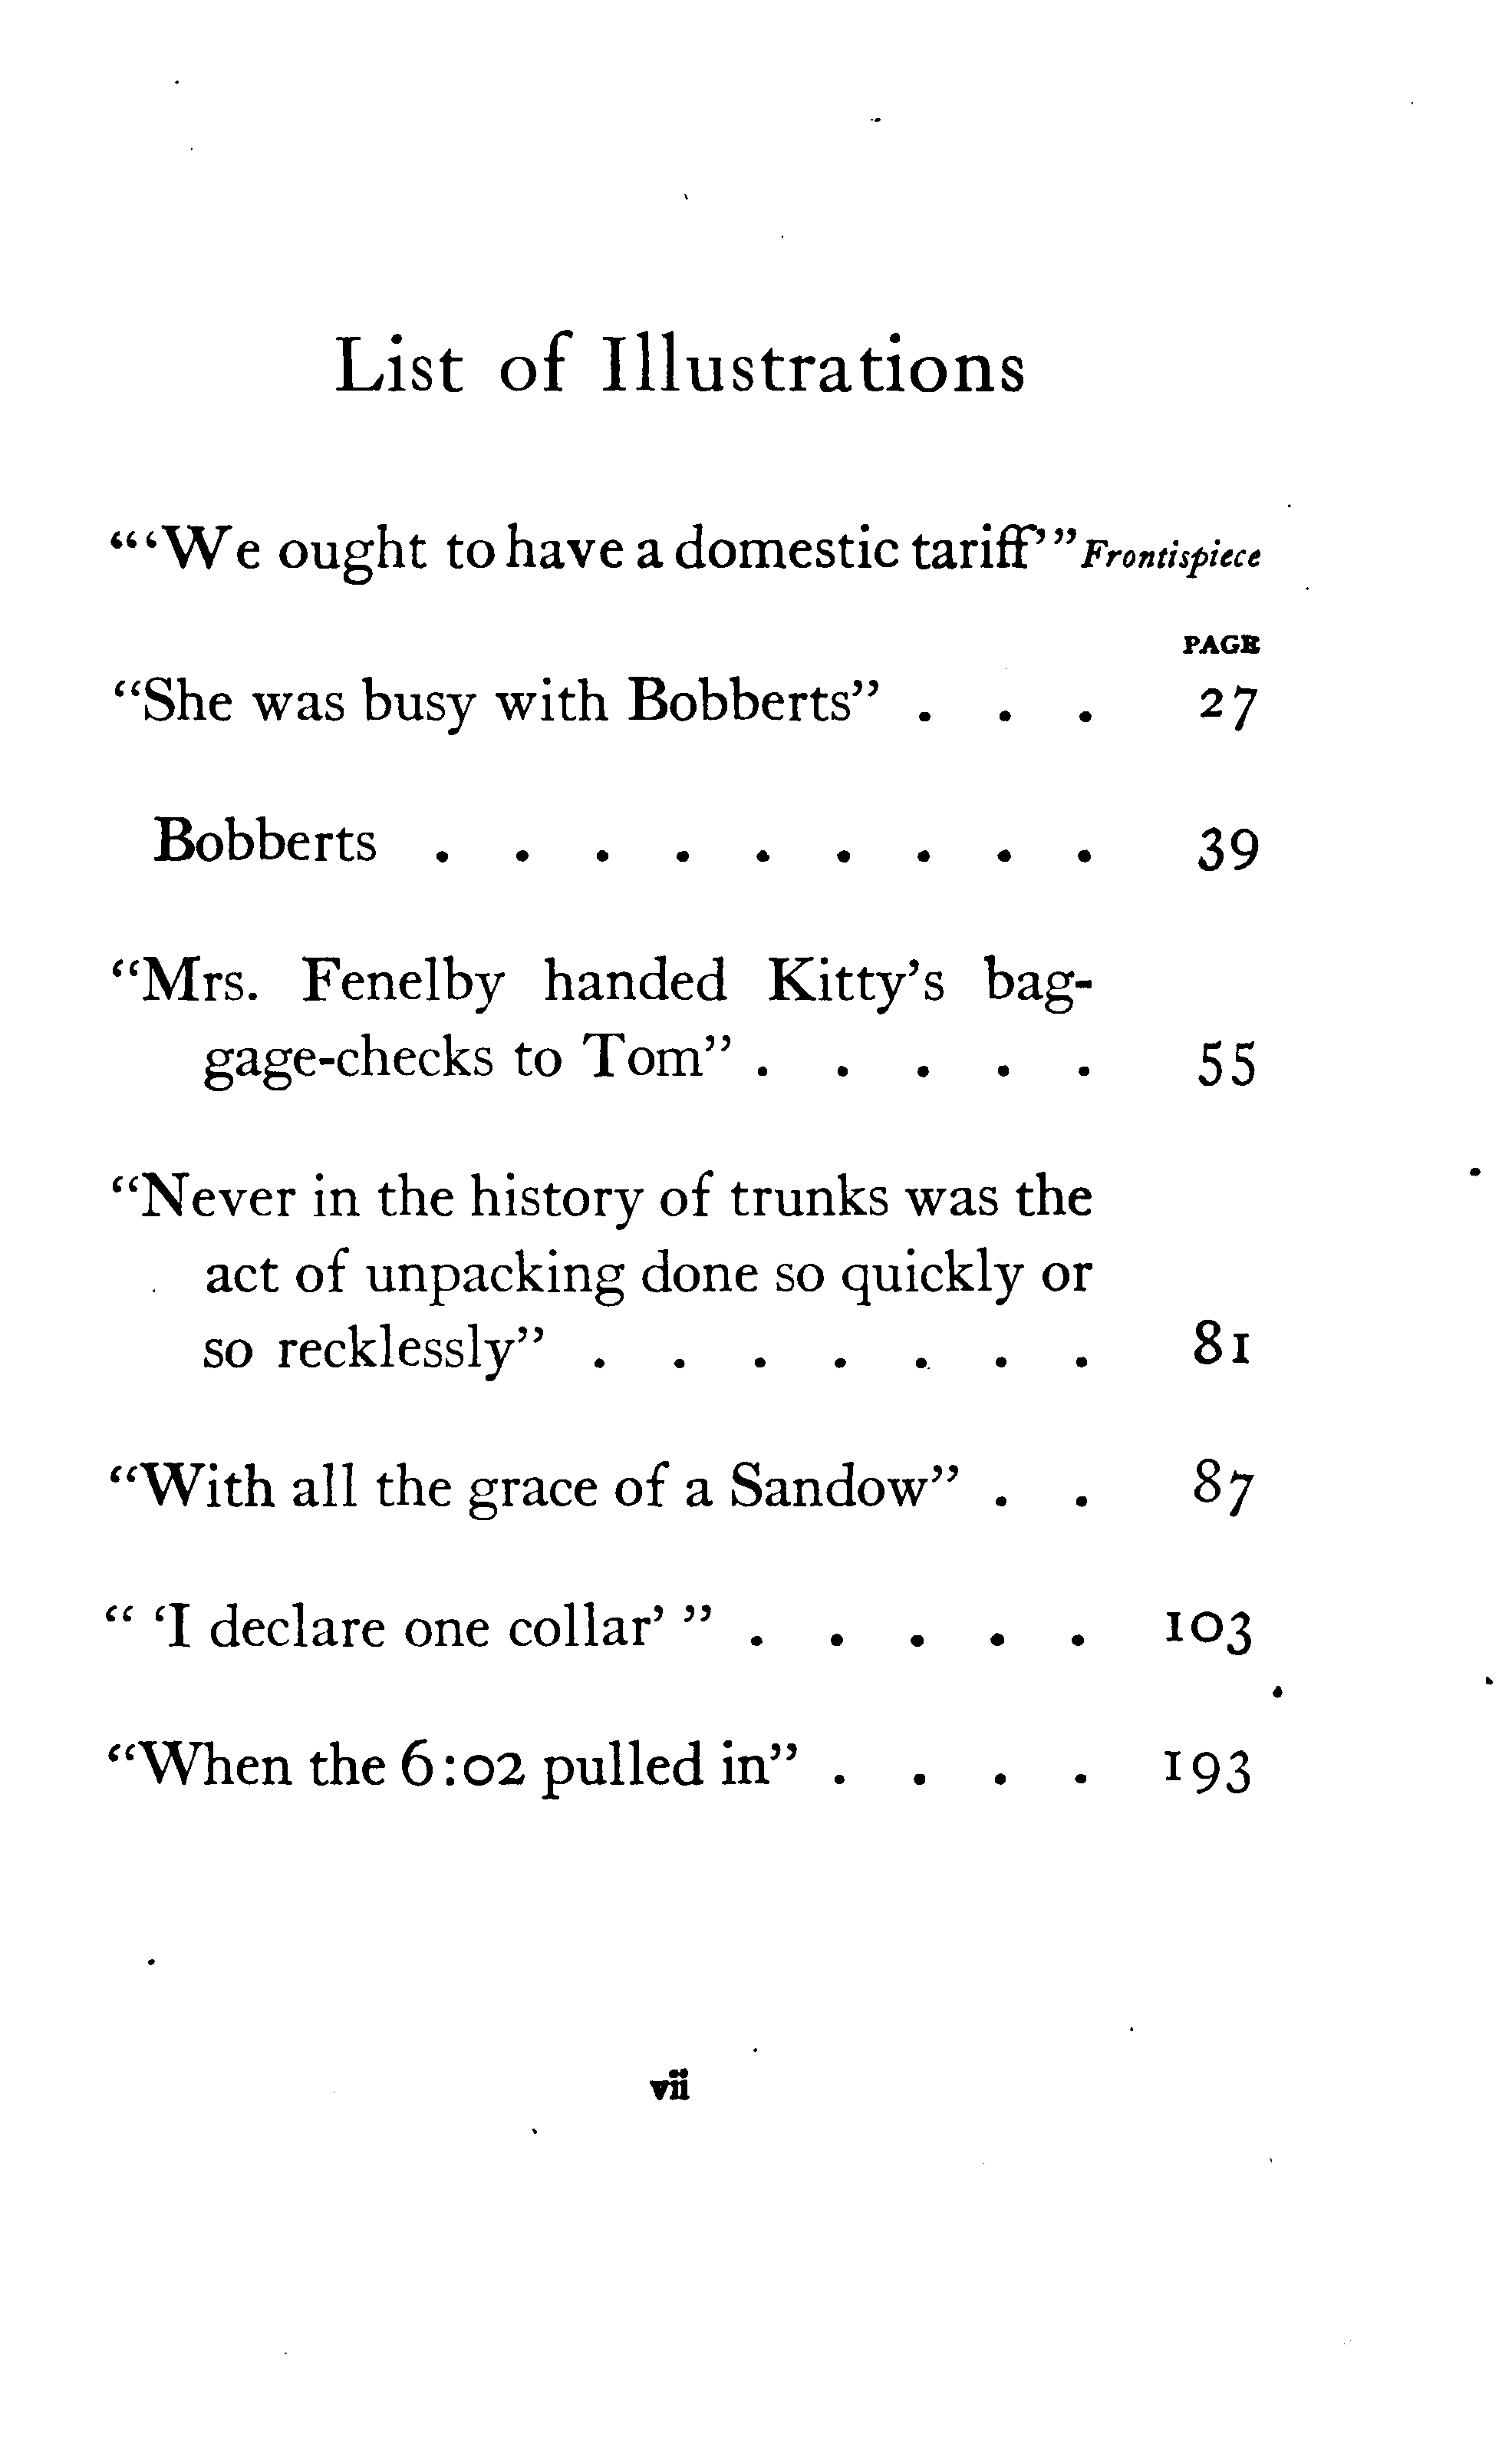 List of Illustrations
"'We ought to have a domestic tariff'" Frontispiece
PAGE
"She was busy with Bobberts" . . . 27
Bobberts . . . . . . . . . 39
"Mrs. Fenelby handed Kitty's bag-
gage-checks to Tom" . . . . . 55
"Never in the history of trunks was the
act of unpacking done so quickly or
so recklessly" . . . . . . . 81
"With all the grace of a Sandow" . . 87
" 'I declare one collar' " . . . . . 103
"When the 6:02 pulled in" . . . . 193
vii